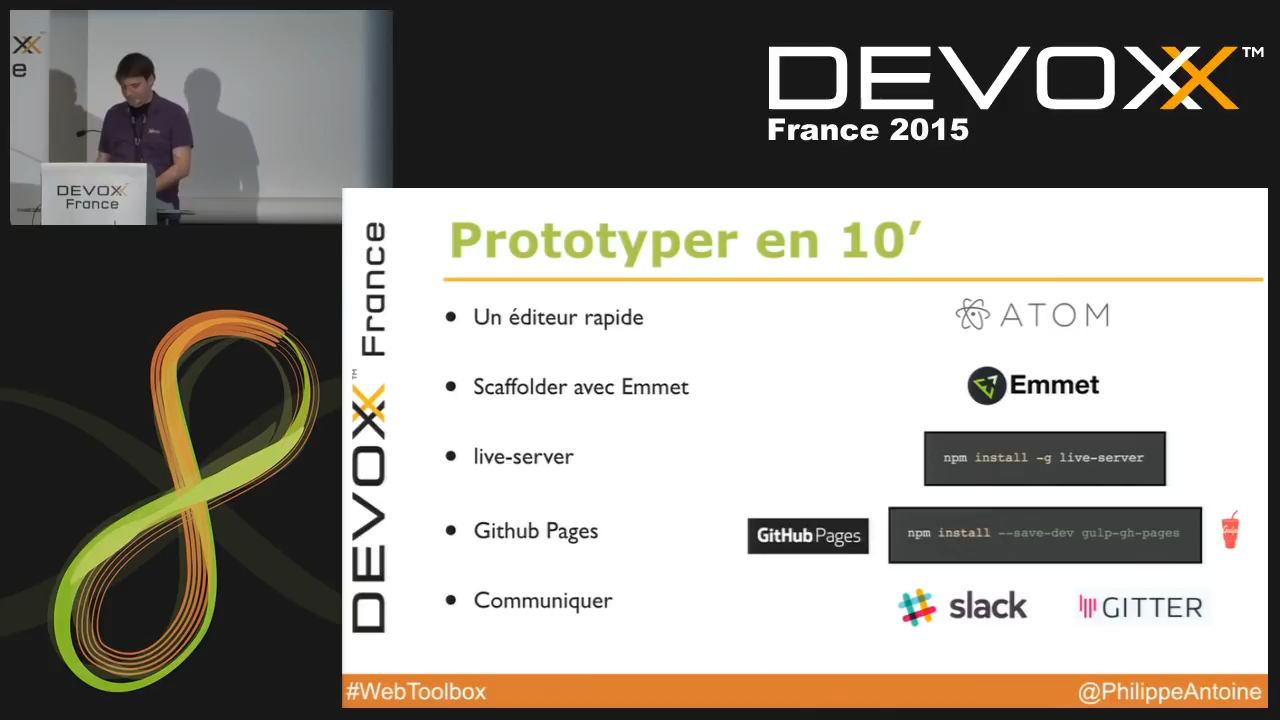 XX
e
DEVOXX
France
DEVOXX™
France 2015
DEVOXX™ France
Prototyper en 10’
• Un éditeur rapide
ATOM
• Scaffolder avec Emmet
Emmet
• live-server
npm install -g live-server
• Github Pages
GitHub Pages
npm install --save-dev gulp-gh-pages
Gulp
• Communiquer
slack
GITTER
#WebToolbox
@PhilippeAntoine